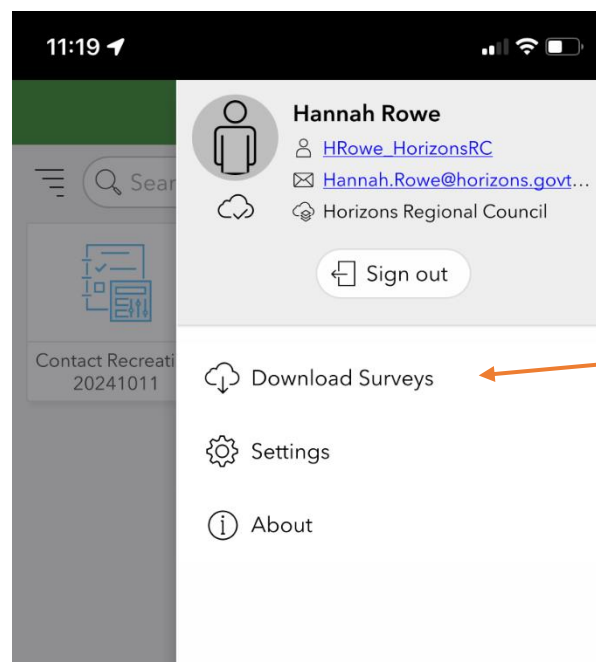 11:19
Hannah Rowe
HRowe_HorizonsRC
Hannah.Rowe@horizons.govt...
Horizons Regional Council
Sign out
Sear
Contact Recreati
20241011
Download Surveys
Settings
About